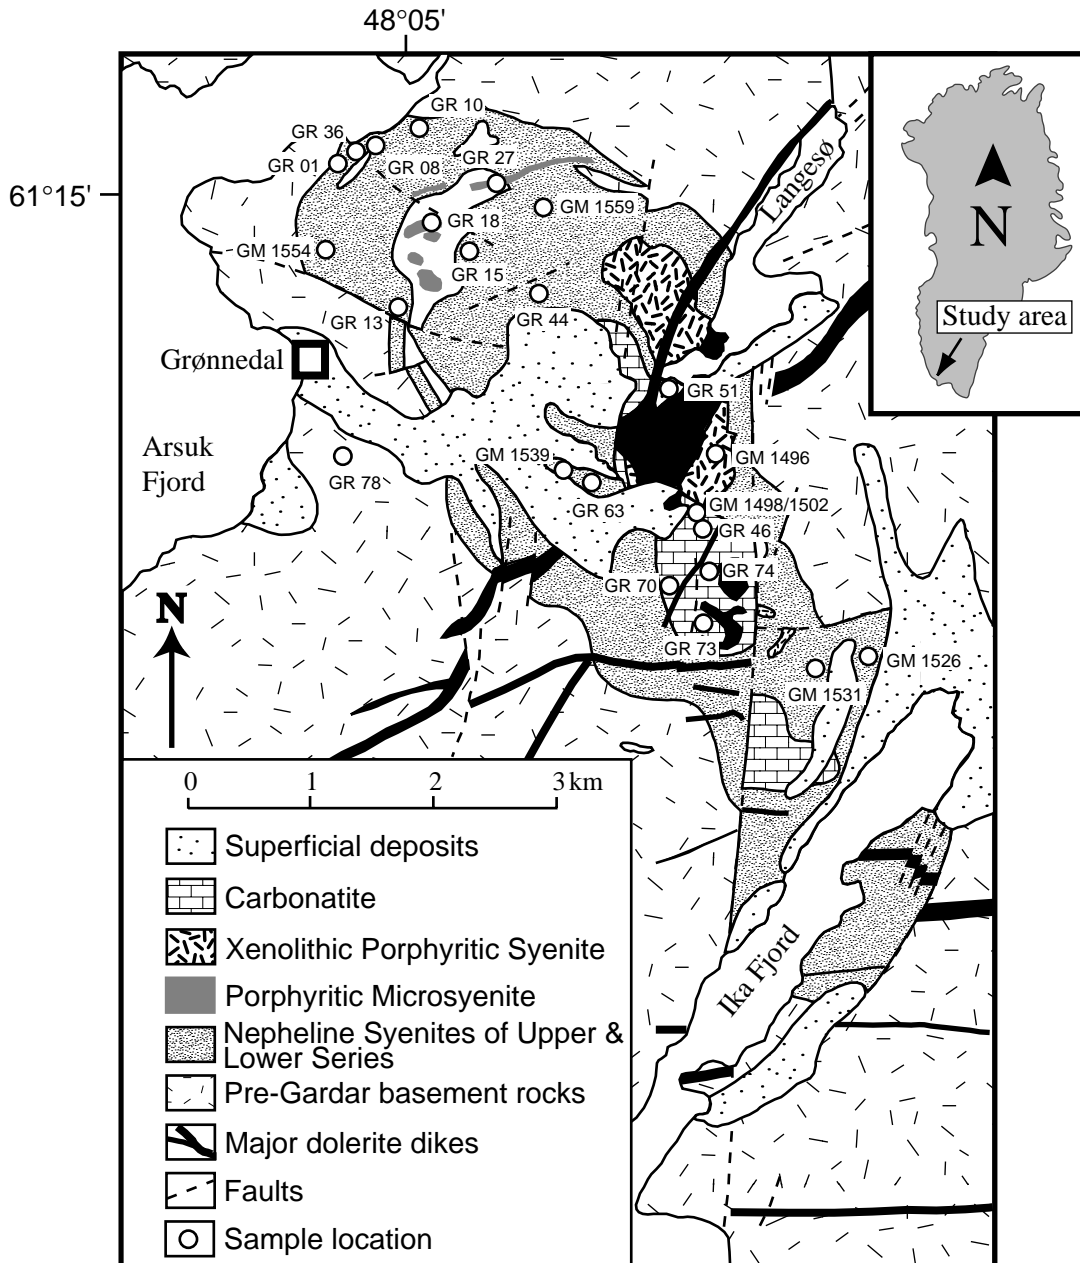 48°05'
61°15'
GR 10
GR 36
GR 01
GR 08
GR 27
GM 1559
GR 18
GM 1554
GR 15
GR 13
GR 44
Langesø
N
Study area
Grønnedal
GR 51
Arsuk
Fjord
GM 1539
GM 1496
GR 78
GR 63
GM 1498/1502
GR 46
GR 74
GR 70
N
GR 73
GM 1526
GM 1531
Ika Fjord
0 1 2 3 km
Superficial deposits
Carbonatite
Xenolithic Porphyritic Syenite
Porphyritic Microsyenite
Nepheline Syenites of Upper &
Lower Series
Pre-Gardar basement rocks
Major dolerite dikes
Faults
Sample location